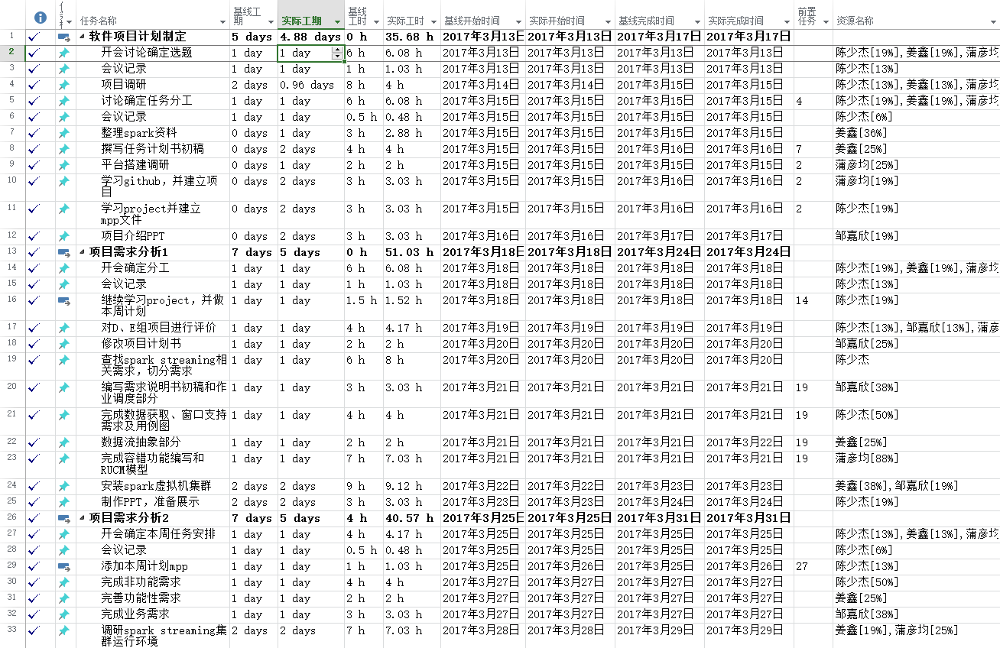 任务名称 基线工期 实际工期 基线工时 实际工时 基线开始时间 实际开始时间 基线完成时间 实际完成时间 前置任务 资源名称
1 软件项目计划制定 5 days 4.88 days 0 h 35.68 h 2017年3月13日 2017年3月13日 2017年3月17日 2017年3月17日
2 开会讨论确定选题 1 day 1 day 6 h 6.08 h 2017年3月13日 2017年3月13日 2017年3月13日 2017年3月13日 陈少杰[19%],姜鑫[19%],蒲彦均
3 会议记录 1 day 1 day 1 h 1.03 h 2017年3月13日 2017年3月13日 2017年3月13日 2017年3月13日 陈少杰[13%]
4 项目调研 2 days 0.96 days 8 h 4 h 2017年3月14日 2017年3月14日 2017年3月15日 2017年3月14日 陈少杰[13%],姜鑫[13%],蒲彦均
5 讨论确定任务分工 1 day 1 day 6 h 6.08 h 2017年3月15日 2017年3月15日 2017年3月15日 2017年3月15日 4 陈少杰[19%],姜鑫[19%],蒲彦均
6 会议记录 1 day 1 day 0.5 h 0.48 h 2017年3月15日 2017年3月15日 2017年3月15日 2017年3月15日 陈少杰[6%]
7 整理spark资料 0 days 1 day 3 h 2.88 h 2017年3月15日 2017年3月15日 2017年3月15日 2017年3月15日 姜鑫[36%]
8 撰写任务计划书初稿 0 days 2 days 4 h 4 h 2017年3月15日 2017年3月15日 2017年3月16日 2017年3月16日 7 姜鑫[25%]
9 平台搭建调研 0 days 1 day 2 h 2 h 2017年3月15日 2017年3月15日 2017年3月15日 2017年3月15日 2 蒲彦均[25%]
10 学习github，并建立项 0 days 2 days 3 h 3.03 h 2017年3月15日 2017年3月15日 2017年3月16日 2017年3月16日 2 蒲彦均[19%]
目
11 学习project并建立 0 days 2 days 3 h 3.03 h 2017年3月15日 2017年3月15日 2017年3月16日 2017年3月16日 2 陈少杰[19%]
mpp文件
12 项目介绍PPT 0 days 2 days 3 h 3.03 h 2017年3月16日 2017年3月16日 2017年3月17日 2017年3月17日 邹嘉欣[19%]
13 项目需求分析1 7 days 5 days 0 h 51.03 h 2017年3月18日 2017年3月18日 2017年3月24日 2017年3月24日
14 开会确定分工 1 day 1 day 6 h 6.08 h 2017年3月18日 2017年3月18日 2017年3月18日 2017年3月18日 陈少杰[19%],姜鑫[19%],蒲彦均
15 会议记录 1 day 1 day 1 h 1.03 h 2017年3月18日 2017年3月18日 2017年3月18日 2017年3月18日 陈少杰[13%]
16 继续学习project，并做 1 day 1 day 1.5 h 1.52 h 2017年3月18日 2017年3月18日 2017年3月18日 2017年3月18日 14 陈少杰[19%]
本周计划
17 对D、E组项目进行评价 1 day 1 day 4 h 4.17 h 2017年3月19日 2017年3月19日 2017年3月19日 2017年3月19日 陈少杰[13%],邹嘉欣[13%],蒲彦
18 修改项目计划书 1 day 1 day 2 h 2 h 2017年3月20日 2017年3月20日 2017年3月20日 2017年3月20日 邹嘉欣[25%]
19 查找spark streaming相 1 day 1 day 6 h 8 h 2017年3月20日 2017年3月20日 2017年3月20日 2017年3月20日 陈少杰
关需求，切分需求
20 编写需求说明书初稿和作 1 day 1 day 3 h 3.03 h 2017年3月21日 2017年3月21日 2017年3月21日 2017年3月21日 19 邹嘉欣[38%]
业调度部分
21 完成数据获取、窗口支持 1 day 1 day 4 h 4 h 2017年3月21日 2017年3月21日 2017年3月21日 2017年3月21日 19 陈少杰[50%]
需求及用例图
22 数据流抽象部分 1 day 1 day 2 h 2 h 2017年3月21日 2017年3月21日 2017年3月21日 2017年3月22日 19 姜鑫[25%]
23 完成容错功能编写和 1 day 1 day 7 h 7.03 h 2017年3月21日 2017年3月21日 2017年3月21日 2017年3月21日 19 蒲彦均[88%]
RUCM模型
24 安装spark虚拟机集群 2 days 2 days 9 h 9.12 h 2017年3月22日 2017年3月22日 2017年3月23日 2017年3月23日 姜鑫[38%],邹嘉欣[19%]
25 制作PPT，准备展示 2 days 2 days 3 h 3.03 h 2017年3月23日 2017年3月23日 2017年3月24日 2017年3月24日 陈少杰[19%]
26 项目需求分析2 7 days 5 days 4 h 40.57 h 2017年3月25日 2017年3月25日 2017年3月31日 2017年3月31日
27 开会确定本周任务安排 1 day 1 day 4 h 4.17 h 2017年3月25日 2017年3月25日 2017年3月25日 2017年3月25日 陈少杰[13%],姜鑫[13%],蒲彦均
28 会议记录 1 day 1 day 0.5 h 0.48 h 2017年3月25日 2017年3月25日 2017年3月25日 2017年3月25日 陈少杰[6%]
29 添加本周计划mpp 1 day 1 day 1 h 1.03 h 2017年3月25日 2017年3月26日 2017年3月25日 2017年3月26日 27 陈少杰[13%]
30 完成非功能需求 1 day 1 day 4 h 4 h 2017年3月27日 2017年3月27日 2017年3月27日 2017年3月27日 陈少杰[50%]
31 完善功能性需求 1 day 1 day 2 h 2 h 2017年3月27日 2017年3月27日 2017年3月27日 2017年3月27日 姜鑫[25%]
32 完成业务需求 1 day 1 day 3 h 3.03 h 2017年3月27日 2017年3月27日 2017年3月27日 2017年3月27日 邹嘉欣[38%]
33 调研spark streaming集 2 days 2 days 7 h 7.03 h 2017年3月28日 2017年3月28日 2017年3月29日 2017年3月29日 姜鑫[19%],蒲彦均[25%]
群运行环境